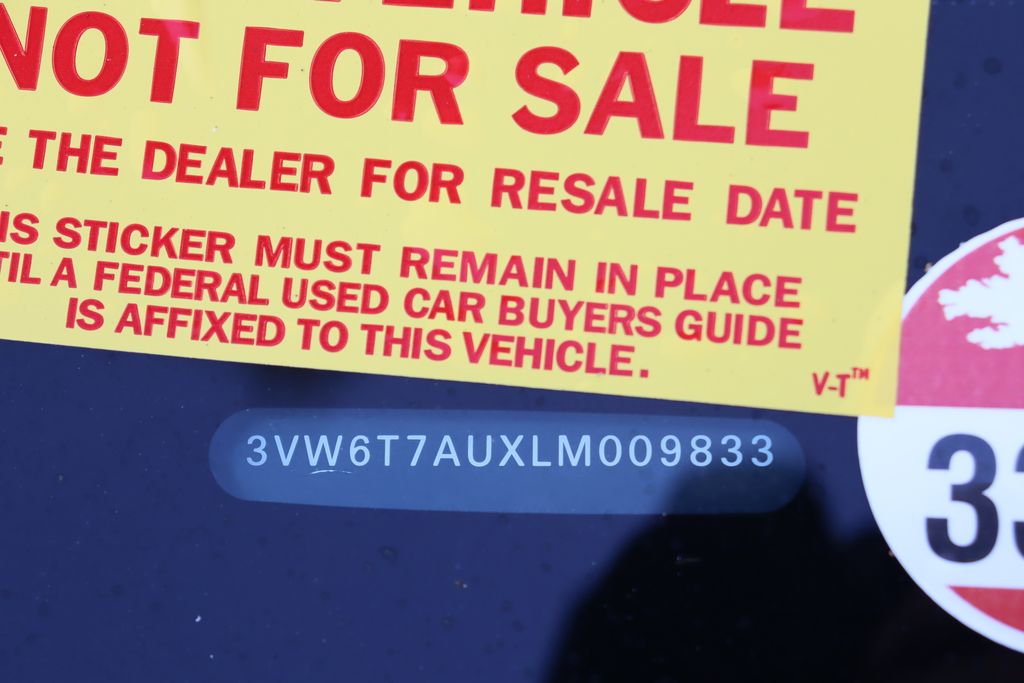 VEHICLE
NOT FOR SALE
THE DEALER FOR RESALE DATE
IS STICKER MUST REMAIN IN PLACE
TIL A FEDERAL USED CAR BUYERS GUIDE
IS AFFIXED TO THIS VEHICLE.
V-T™
3VW6T7AUXLM009833
33